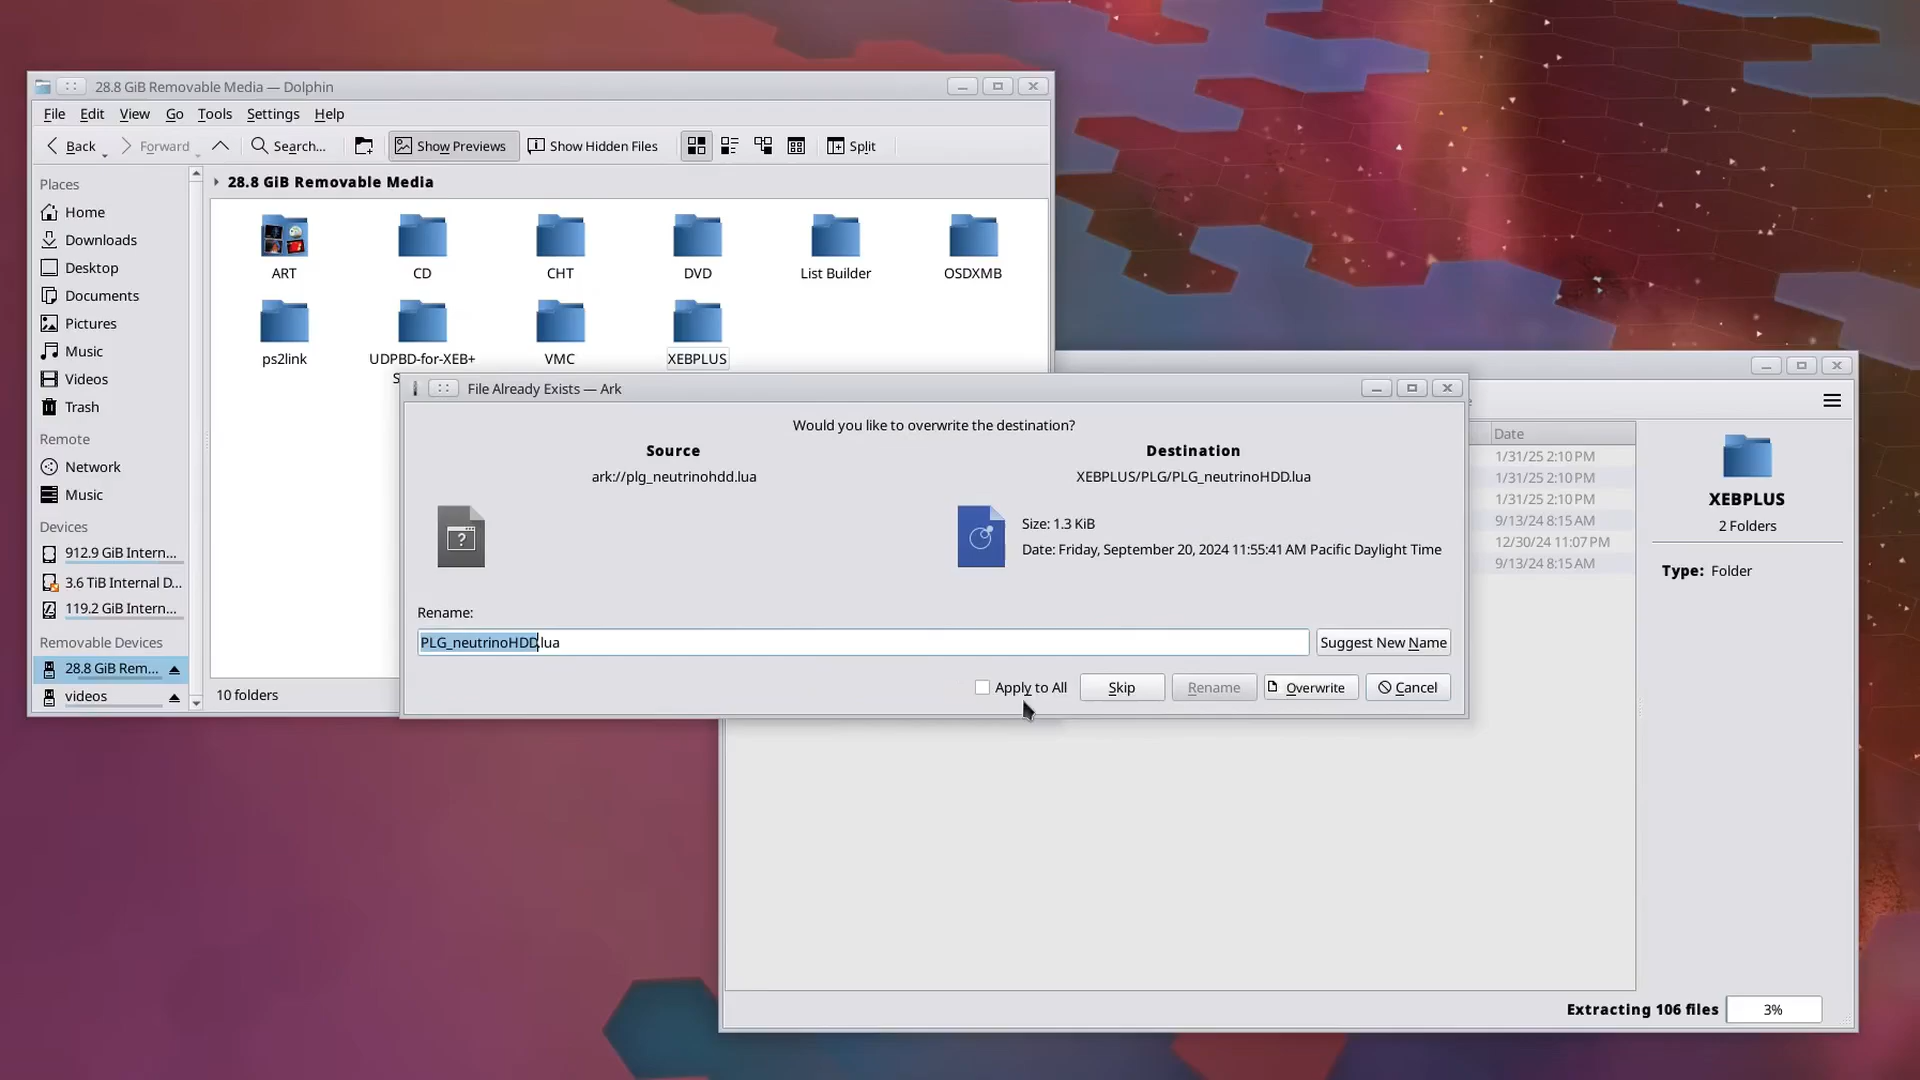 28.8 GiB Removable Media — Dolphin
File Edit View Go Tools Settings Help
Back Forward Search... Show Previews Show Hidden Files Split
Places
Home
Downloads
Desktop
Documents
Pictures
Music
Videos
Trash
Remote
Network
Music
Devices
912.9 GiB Intern...
3.6 TiB Internal D...
119.2 GiB Intern...
Removable Devices
28.8 GiB Rem...
videos
28.8 GiB Removable Media
ART CD CHT DVD List Builder OSDXMB
ps2link UDPBD-for-XEB+ VMC XEBPLUS
10 folders
File Already Exists — Ark
Would you like to overwrite the destination?
Source
ark://plg_neutrinohdd.lua
Destination
XEBPLUS/PLG/PLG_neutrinoHDD.lua
Size: 1.3 KiB
Date: Friday, September 20, 2024 11:55:41 AM Pacific Daylight Time
Rename:
PLG_neutrinoHDD.lua
Suggest New Name
Apply to All Skip Rename Overwrite Cancel
Date
1/31/25 2:10 PM
1/31/25 2:10 PM
1/31/25 2:10 PM
9/13/24 8:15 AM
12/30/24 11:07 PM
9/13/24 8:15 AM
XEBPLUS
2 Folders
Type: Folder
Extracting 106 files 3%